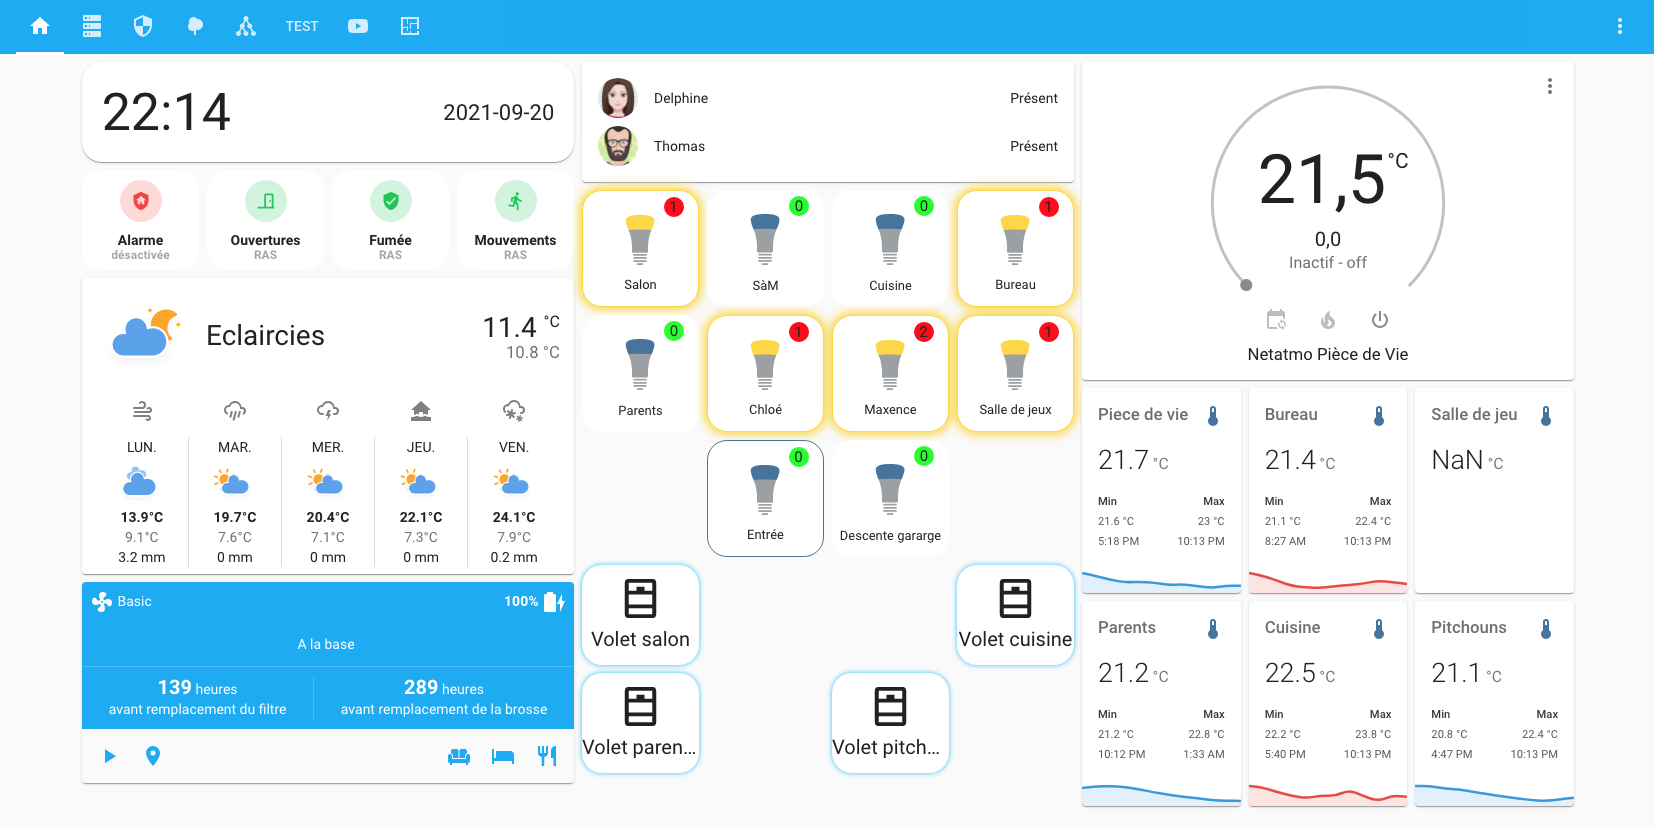 TEST
22:14
2021-09-20
Alarme
désactivée
Ouvertures
RAS
Fumée
RAS
Mouvements
RAS
Eclaircies
11.4 °C
10.8 °C
LUN. MAR. MER. JEU. VEN.
13.9°C 19.7°C 20.4°C 22.1°C 24.1°C
9.1°C 7.6°C 7.1°C 7.3°C 7.9°C
3.2 mm 0 mm 0 mm 0 mm 0.2 mm
Basic
100%
A la base
139 heures
avant remplacement du filtre
289 heures
avant remplacement de la brosse
Delphine Présent
Thomas Présent
1 0 0 1
Salon SàM Cuisine Bureau
0 1 2 1
Parents Chloé Maxence Salle de jeux
0 0
Entrée Descente gararge
Volet salon Volet cuisine
Volet paren... Volet pitch...
21,5 °C
0,0
Inactif - off
Netatmo Pièce de Vie
Piece de vie
21.7 °C
Min Max
21.6 °C 23 °C
5:18 PM 10:13 PM
Bureau
21.4 °C
Min Max
21.1 °C 22.4 °C
8:27 AM 10:13 PM
Salle de jeu
NaN °C
Parents
21.2 °C
Min Max
21.2 °C 22.8 °C
10:12 PM 1:33 AM
Cuisine
22.5 °C
Min Max
22.2 °C 23.8 °C
5:40 PM 10:13 PM
Pitchouns
21.1 °C
Min Max
20.8 °C 22.4 °C
4:47 PM 10:13 PM